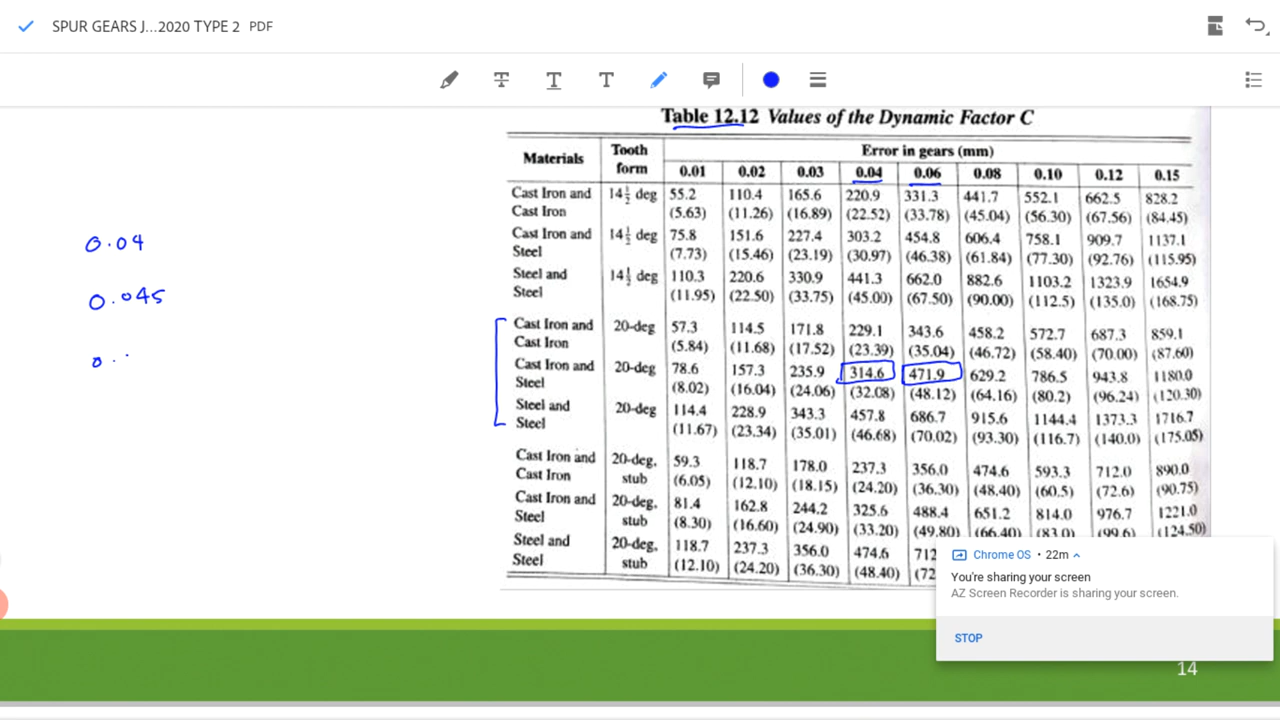 SPUR GEARS J...2020 TYPE 2 PDF
Table 12.12 Values of the Dynamic Factor C
Materials Tooth form Error in gears (mm)
0.01 0.02 0.03 0.04 0.06 0.08 0.10 0.12 0.15
Cast Iron and 14½ deg 55.2 110.4 165.6 220.9 331.3 441.7 552.1 662.5 828.2
Cast Iron (5.63) (11.26) (16.89) (22.52) (33.78) (45.04) (56.30) (67.56) (84.45)
Cast Iron and 14½ deg 75.8 151.6 227.4 303.2 454.8 606.4 758.1 909.7 1137.1
Steel (7.73) (15.46) (23.19) (30.97) (46.38) (61.84) (77.30) (92.76) (115.95)
Steel and 14½ deg 110.3 220.6 330.9 441.3 662.0 882.6 1103.2 1323.9 1654.9
Steel (11.95) (22.50) (33.75) (45.00) (67.50) (90.00) (112.5) (135.0) (168.75)
Cast Iron and 20-deg 57.3 114.5 171.8 229.1 343.6 458.2 572.7 687.3 859.1
Cast Iron (5.84) (11.68) (17.52) (23.39) (35.04) (46.72) (58.40) (70.00) (87.60)
Cast Iron and 20-deg 78.6 157.3 235.9 314.6 471.9 629.2 786.5 943.8 1180.0
Steel (8.02) (16.04) (24.06) (32.08) (48.12) (64.16) (80.2) (96.24) (120.30)
Steel and 20-deg 114.4 228.9 343.3 457.8 686.7 915.6 1144.4 1373.3 1716.7
Steel (11.67) (23.34) (35.01) (46.68) (70.02) (93.30) (116.7) (140.0) (175.05)
Cast Iron and 20-deg, 59.3 118.7 178.0 237.3 356.0 474.6 593.3 712.0 890.0
Cast Iron stub (6.05) (12.10) (18.15) (24.20) (36.30) (48.40) (60.5) (72.6) (90.75)
Cast Iron and 20-deg, 81.4 162.8 244.2 325.6 488.4 651.2 814.0 976.7 1221.0
Steel stub (8.30) (16.60) (24.90) (33.20) (49.80) (66.40) (83.0) (99.6) (124.50)
Steel and 20-deg, 118.7 237.3 356.0 474.6 712
Steel stub (12.10) (24.20) (36.30) (48.40) (72
0.04
0.045
0.
Chrome OS • 22m
You're sharing your screen
AZ Screen Recorder is sharing your screen.
STOP
14